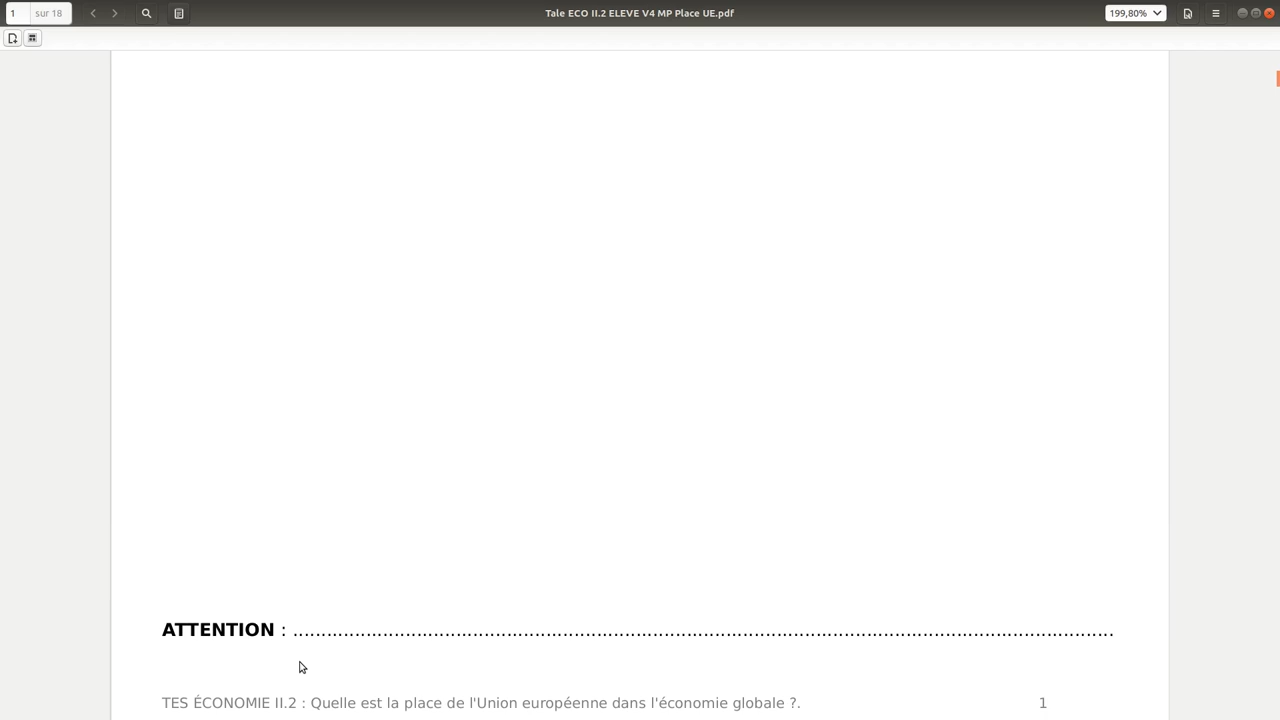 1 sur 18 Tale ECO II.2 ELEVE V4 MP Place UE.pdf 199,80%
ATTENTION : ....................................................................................................................................................
TES ÉCONOMIE II.2 : Quelle est la place de l'Union européenne dans l'économie globale ?. 1